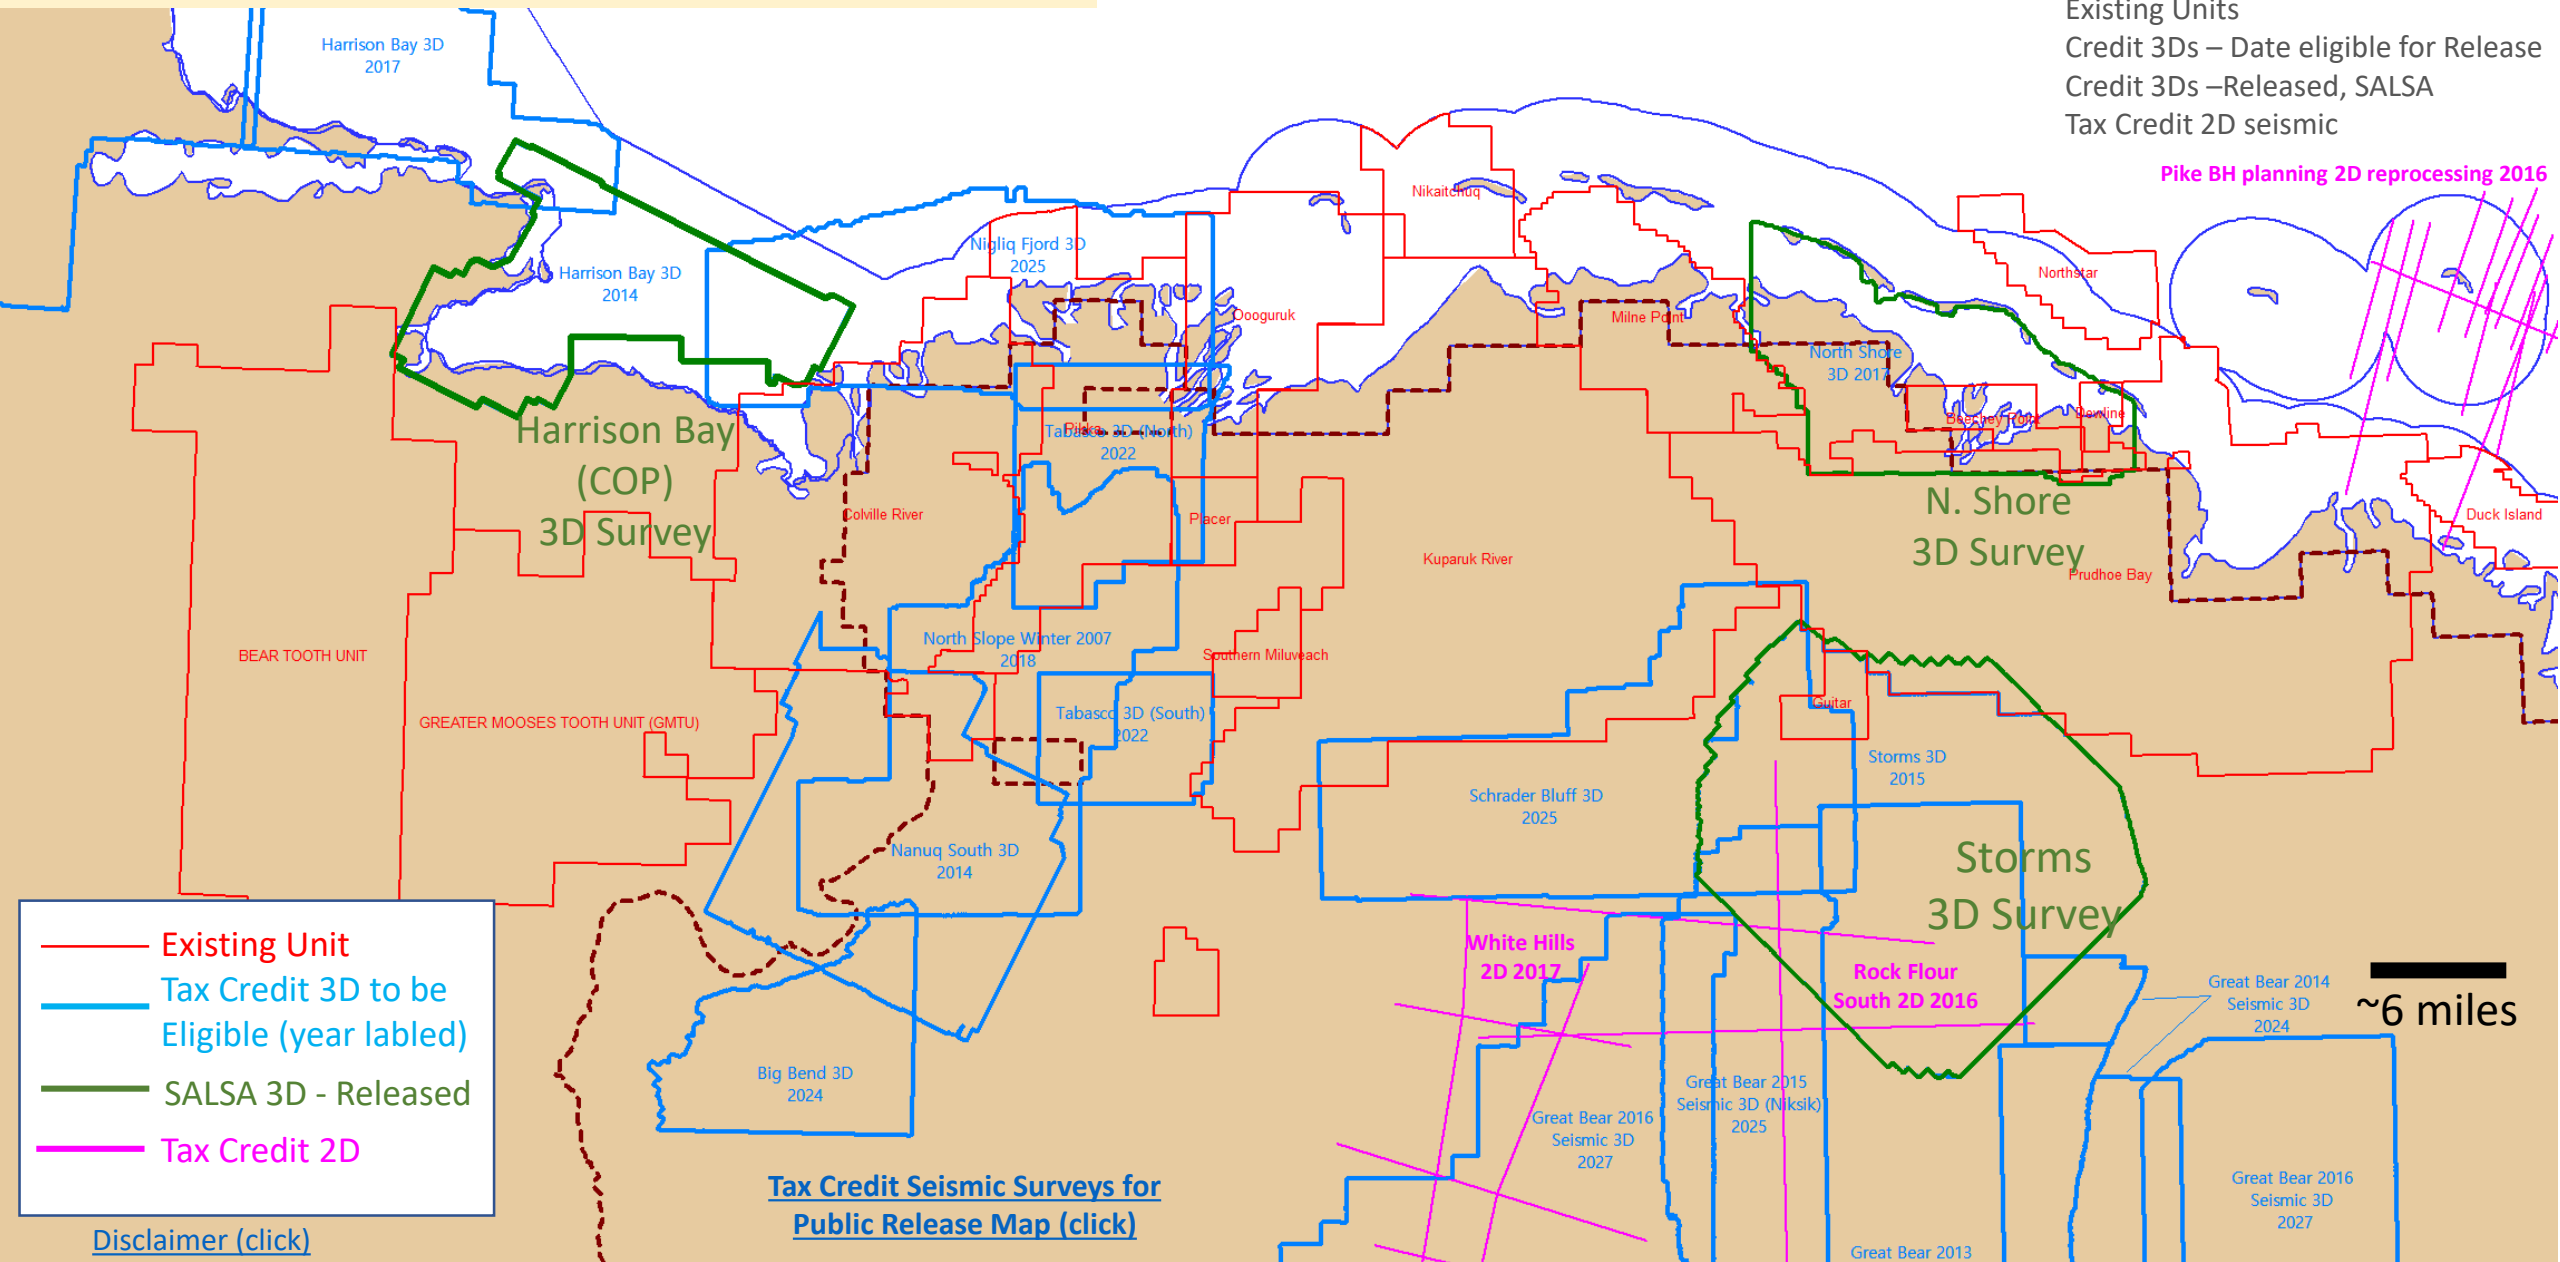 Existing Units
Credit 3Ds – Date eligible for Release
Credit 3Ds –Released, SALSA
Tax Credit 2D seismic
Pike BH planning 2D reprocessing 2016
Harrison Bay 3D
2017
Nikaitchuq
Nigliq Fjord 3D
2025
Harrison Bay 3D
2014
Northstar
Oooguruk
Milne Point
North Shore
3D 2017
Beechey Point
Dewline
Pikka
Tabasco 3D (North)
2022
Harrison Bay
(COP)
3D Survey
Colville River
Placer
N. Shore
3D Survey
Duck Island
Kuparuk River
Prudhoe Bay
BEAR TOOTH UNIT
North Slope Winter 2007
2018
Southern Miluveach
GREATER MOOSES TOOTH UNIT (GMTU)
Tabasco 3D (South)
2022
Guitar
Storms 3D
2015
Schrader Bluff 3D
2025
Nanuq South 3D
2014
Storms
3D Survey
White Hills
2D 2017
Rock Flour
South 2D 2016
Great Bear 2014
Seismic 3D
2024
~6 miles
Big Bend 3D
2024
Great Bear 2015
Seismic 3D (Niksik)
2025
Great Bear 2016
Seismic 3D
2027
Great Bear 2016
Seismic 3D
2027
Great Bear 2013
Existing Unit
Tax Credit 3D to be
Eligible (year labled)
SALSA 3D - Released
Tax Credit 2D
Tax Credit Seismic Surveys for
Public Release Map (click)
Disclaimer (click)